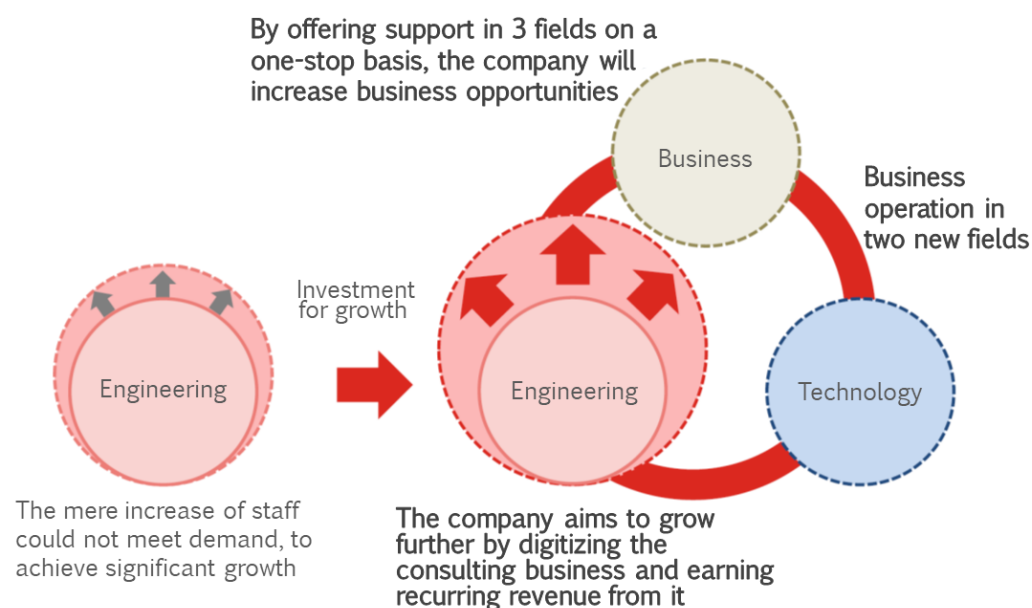 By offering support in 3 fields on a
one-stop basis, the company will
increase business opportunities
Business
Business
operation in
two new fields
Investment
for growth
Engineering
Engineering
Technology
The mere increase of staff
could not meet demand, to
achieve significant growth
The company aims to grow
further by digitizing the
consulting business and earning
recurring revenue from it